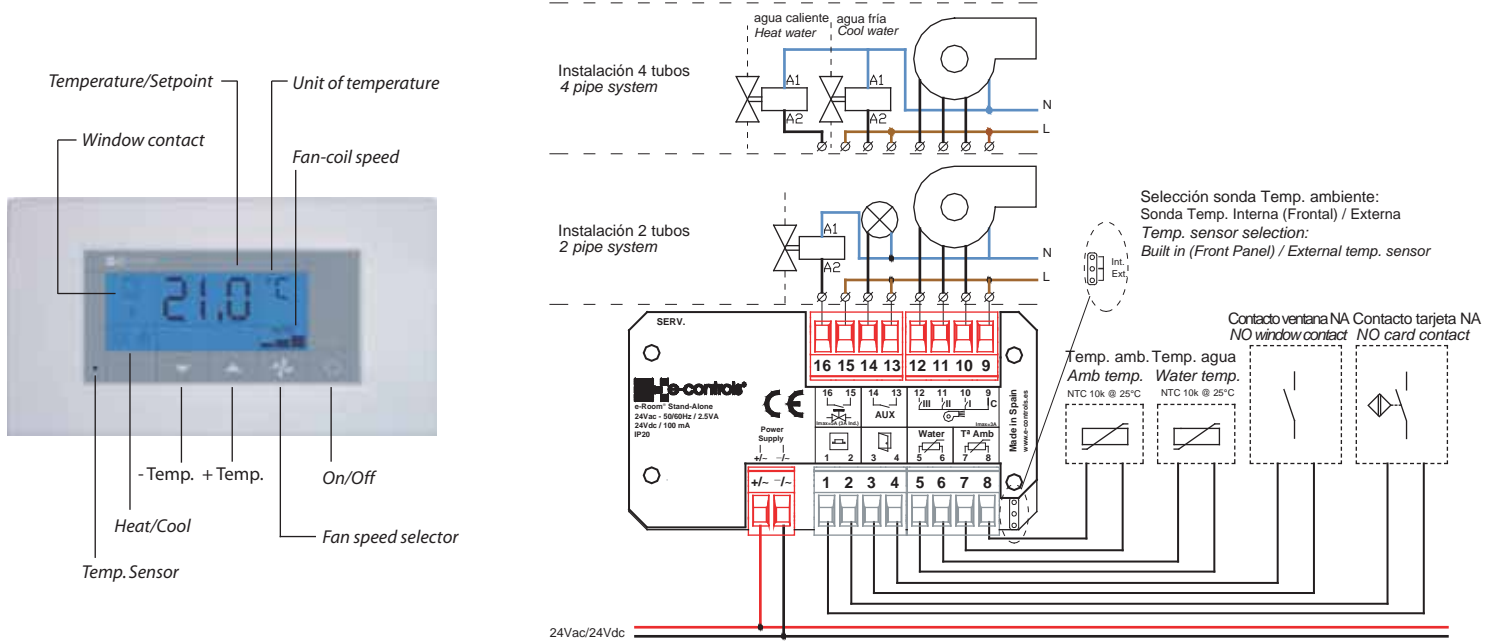 Temperature/Setpoint
Unit of temperature
Window contact
Fan-coil speed
21,0 °C
- Temp.
+ Temp.
On/Off
Heat/Cool
Fan speed selector
Temp. Sensor
agua caliente
Heat water
agua fría
Cool water
Instalación 4 tubos
4 pipe system
A1
A2
A1
A2
N
L
Instalación 2 tubos
2 pipe system
A1
A2
N
L
Selección sonda Temp. ambiente:
Sonda Temp. Interna (Frontal) / Externa
Temp. sensor selection:
Built in (Front Panel) / External temp. sensor
Int.
Ext.
SERV.
16 15 14 13 12 11 10 9
e-controls®
e-Room® Stand-Alone
24Vac - 50/60Hz / 2.5VA
24Vdc / 100 mA
IP20
CE
Power
Supply
+/~ -/~
16 15
14 13
AUX
12 11 10 9
III II I C
Imax=5A (3A Ind.)
Imax=3A
1 2
3 4
Water
5 6
Tª Amb
7 8
Made in Spain
www.e-controls.es
+/~ -/~
1 2 3 4 5 6 7 8
Temp. amb.
Amb temp.
NTC 10k @ 25°C
Temp. agua
Water temp.
NTC 10k @ 25°C
Contacto ventana NA
NO window contact
Contacto tarjeta NA
NO card contact
24Vac/24Vdc